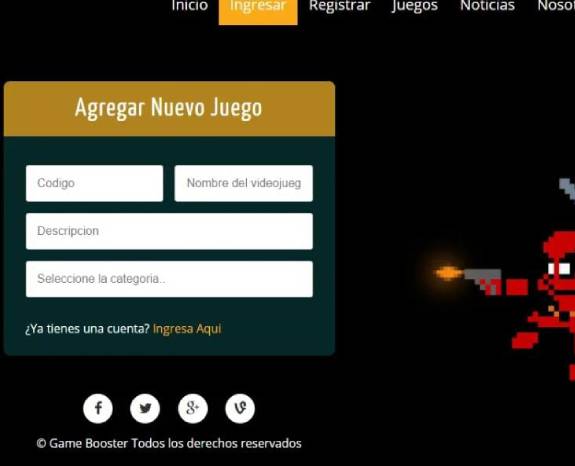 Inicio Ingresar Registrar Juegos Noticias
Agregar Nuevo Juego
Codigo Nombre del videojueg
Descripcion
Seleccione la categoria..
¿Ya tienes una cuenta? Ingresa Aqui
© Game Booster Todos los derechos reservados